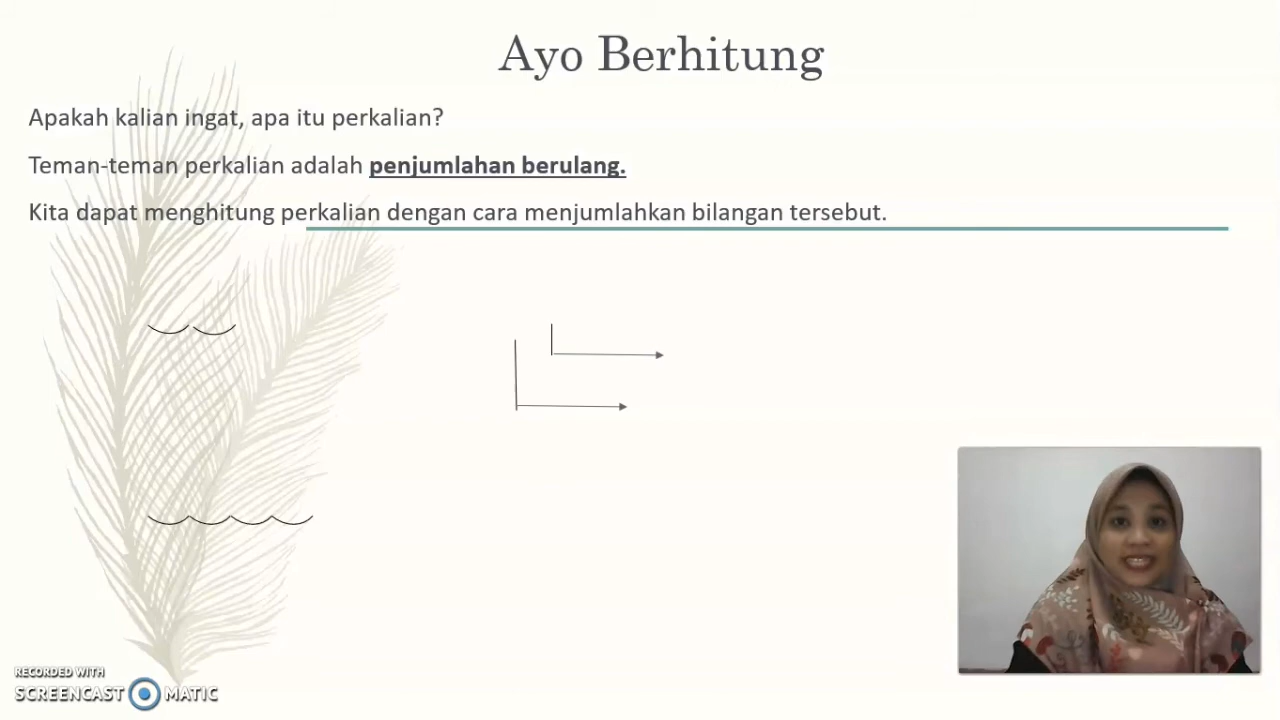 Ayo Berhitung
Apakah kalian ingat, apa itu perkalian?
Teman-teman perkalian adalah penjumlahan berulang.
Kita dapat menghitung perkalian dengan cara menjumlahkan bilangan tersebut.
RECORDED WITH
SCREENCAST MATIC